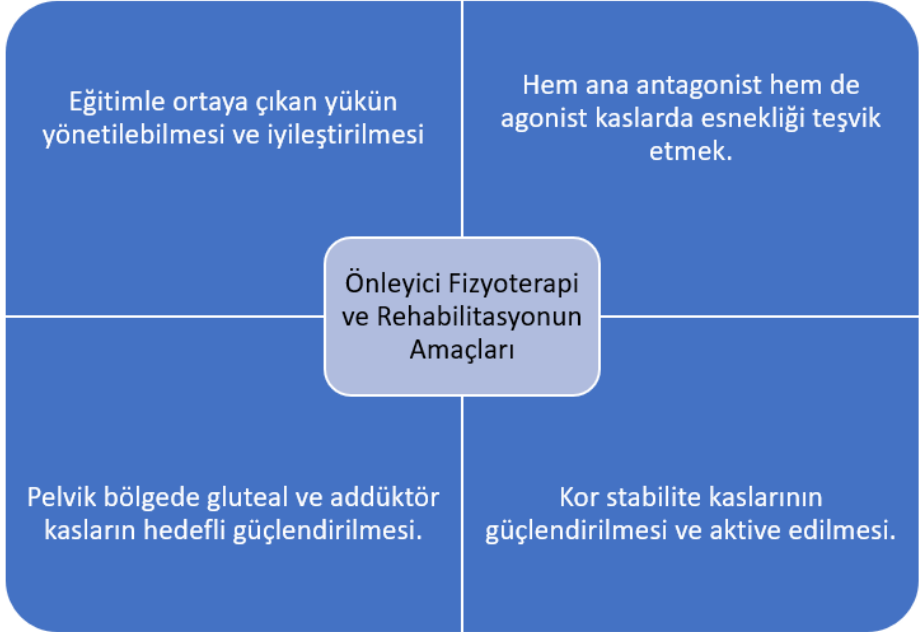 Eğitimle ortaya çıkan yükün
yönetilebilmesi ve iyileştirilmesi
Hem ana antagonist hem de
agonist kaslarda esnekliği teşvik
etmek.
Önleyici Fizyoterapi
ve Rehabilitasyonun
Amaçları
Pelvik bölgede gluteal ve addüktör
kasların hedefli güçlendirilmesi.
Kor stabilite kaslarının
güçlendirilmesi ve aktive edilmesi.